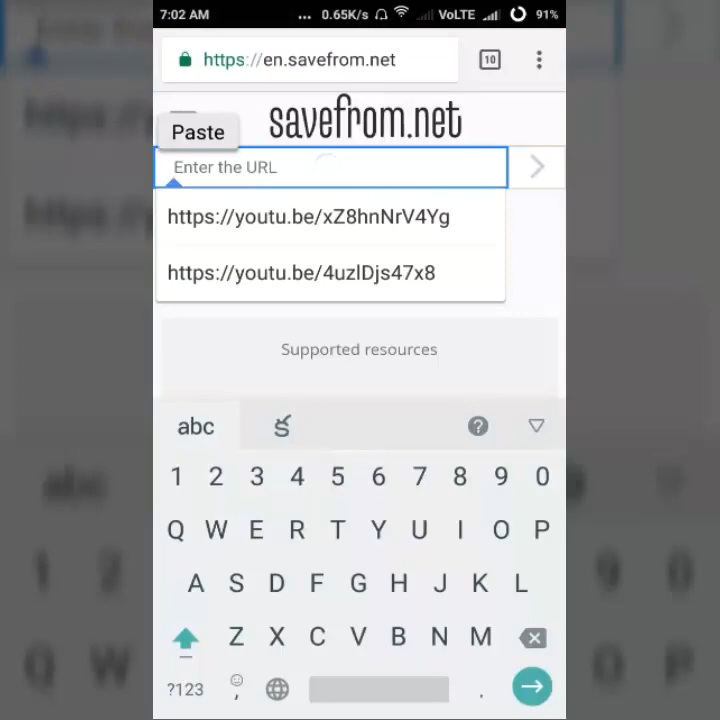 7:02 AM ... 0.65K/s VoLTE 91%
https://en.savefrom.net 10
savefrom.net
Paste
Enter the URL
https://youtu.be/xZ8hnNrV4Yg
https://youtu.be/4uzlDjs47x8
Supported resources
abc క ?
1 2 3 4 5 6 7 8 9 0
Q W E R T Y U I O P
A S D F G H J K L
Z X C V B N M
?123 , .